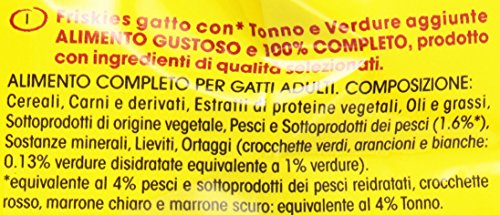 I Friskies gatto con* Tonno e Verdure aggiunte
ALIMENTO GUSTOSO e 100% COMPLETO, prodotto
con ingredienti di qualità selezionati.
ALIMENTO COMPLETO PER GATTI ADULTI. COMPOSIZIONE:
Cereali, Carni e derivati, Estratti di proteine vegetali, Oli e grassi,
Sottoprodotti di origine vegetale, Pesci e Sottoprodotti dei pesci (1.6%*),
Sostanze minerali, Lieviti, Ortaggi (crocchette verdi, arancioni e bianche:
0.13% verdure disidratate equivalente a 1% verdure).
*equivalente al 4% pesci e sottoprodotti dei pesci reidratati, crocchette
rosso, marrone chiaro e marrone scuro: equivalente al 4% Tonno.